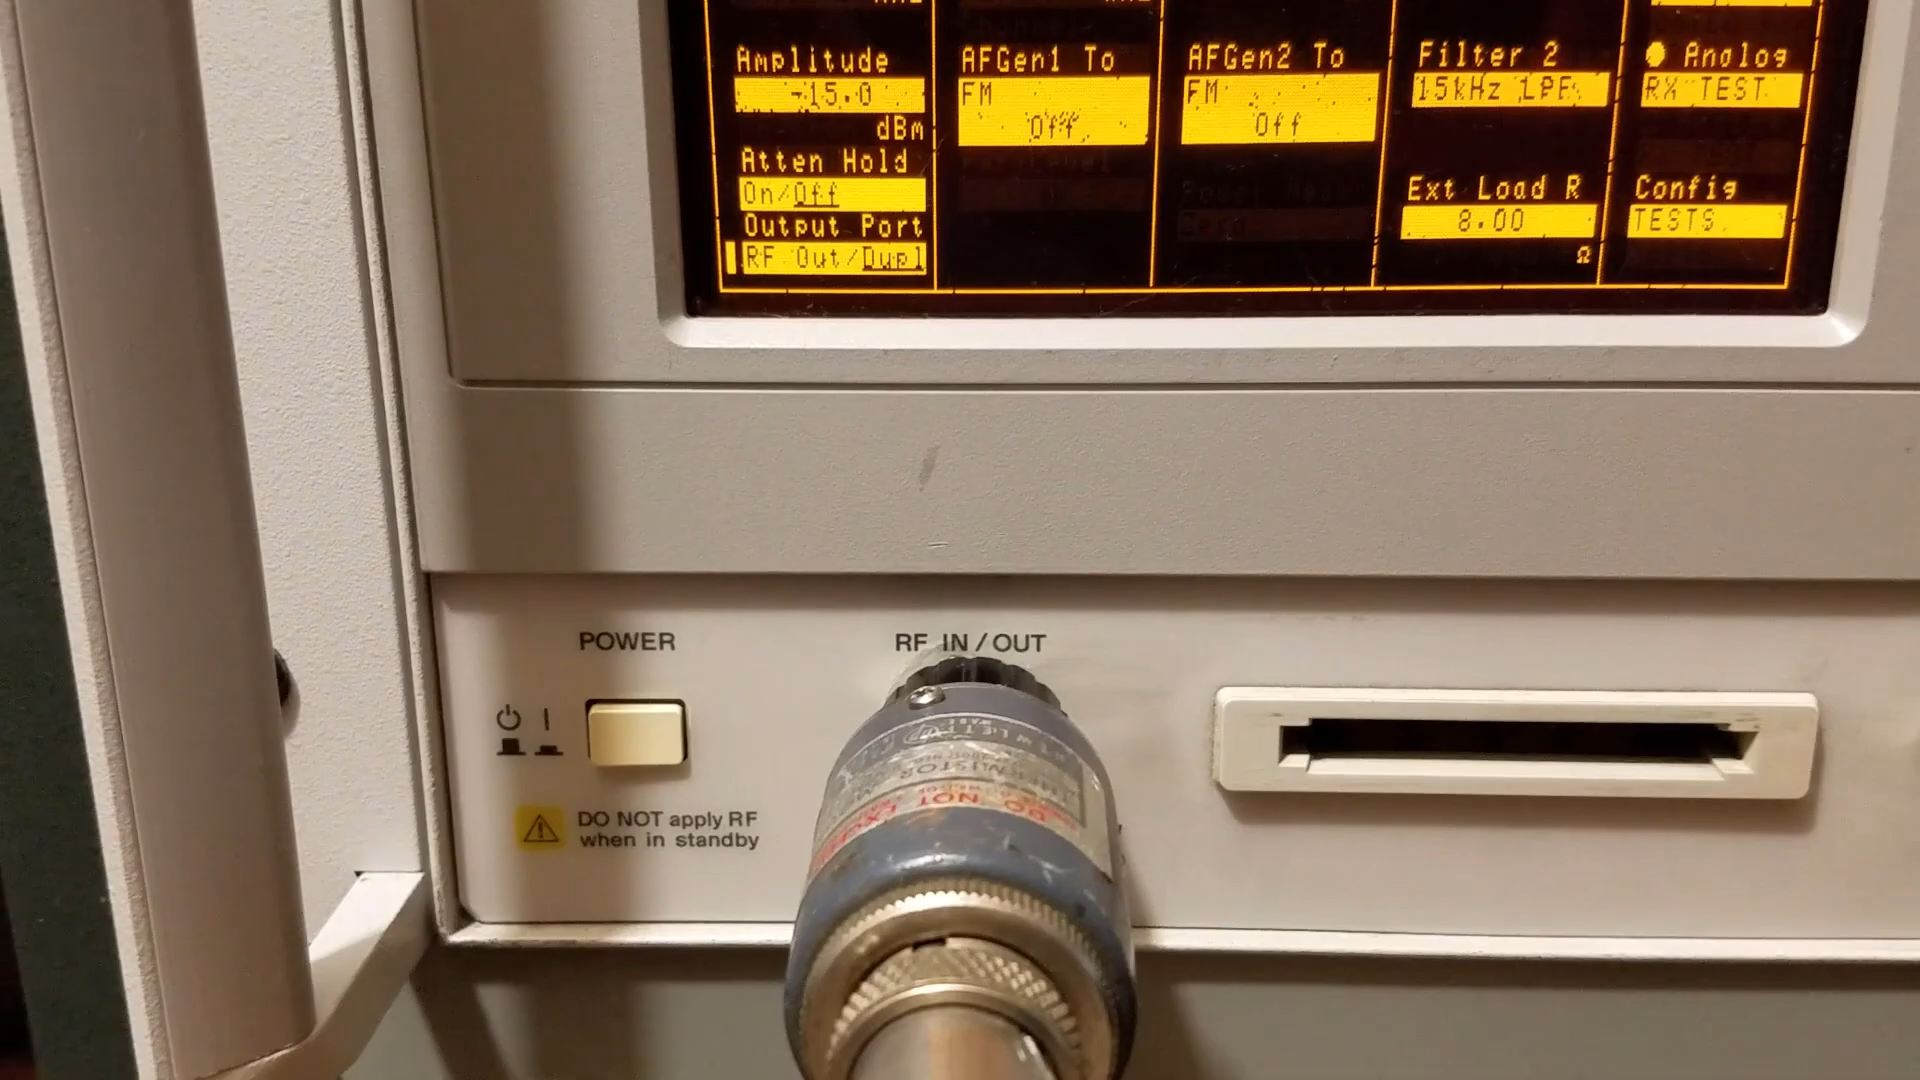 Amplitude
-15.0
dBm
Atten Hold
On/Off
Output Port
RF Out/Dupl
AFGen1 To
FM
Off
AFGen2 To
FM
Off
Filter 2
15kHz LPF
Ext Load R
8.00
Ω
Analog
RX TEST
Config
TESTS
POWER
RF IN/OUT
DO NOT apply RF
when in standby
THERMISTOR
DO NOT